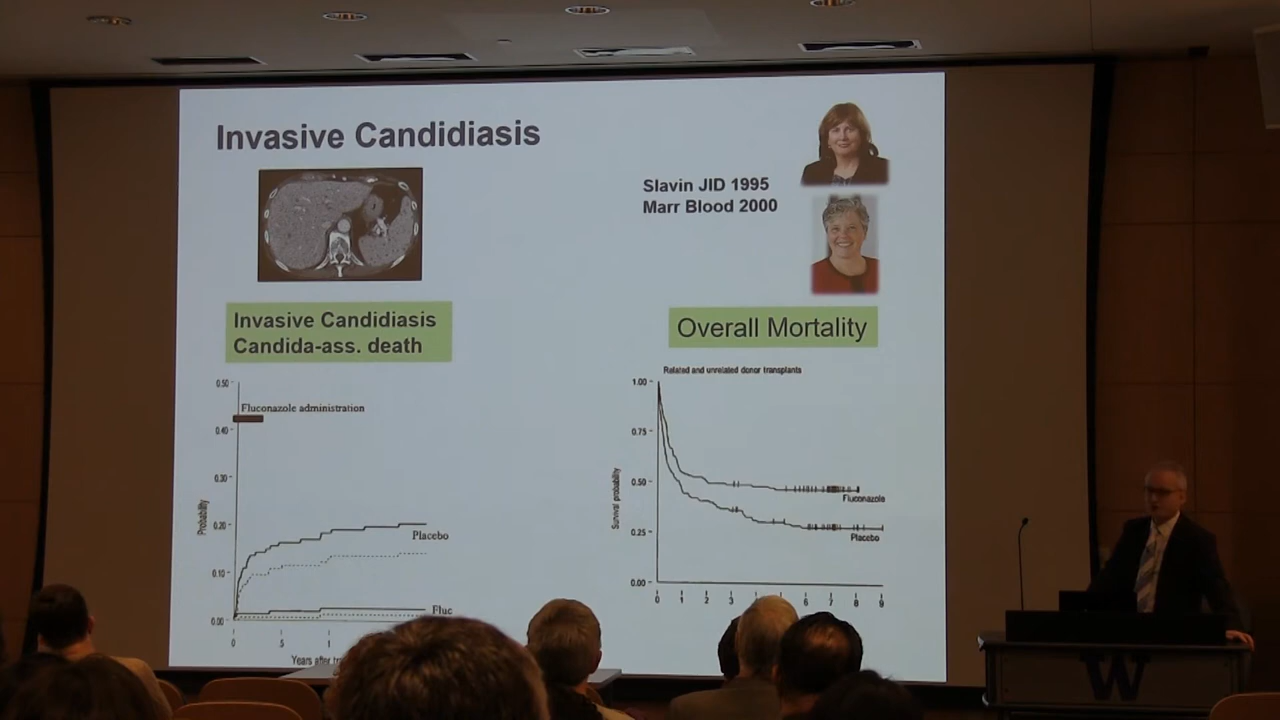 Invasive Candidiasis
Slavin JID 1995
Marr Blood 2000
Invasive Candidiasis
Candida-ass. death
Overall Mortality
0.50
Fluconazole administration
0.40
0.30
0.20
0.10
0.00
Probability
Placebo
Fluc
0 .5 1
Years after
Related and unrelated donor transplants
1.00
0.75
0.50
0.25
0.00
Survival probability
Fluconazole
Placebo
0 1 2 3 6 7 8 9
W